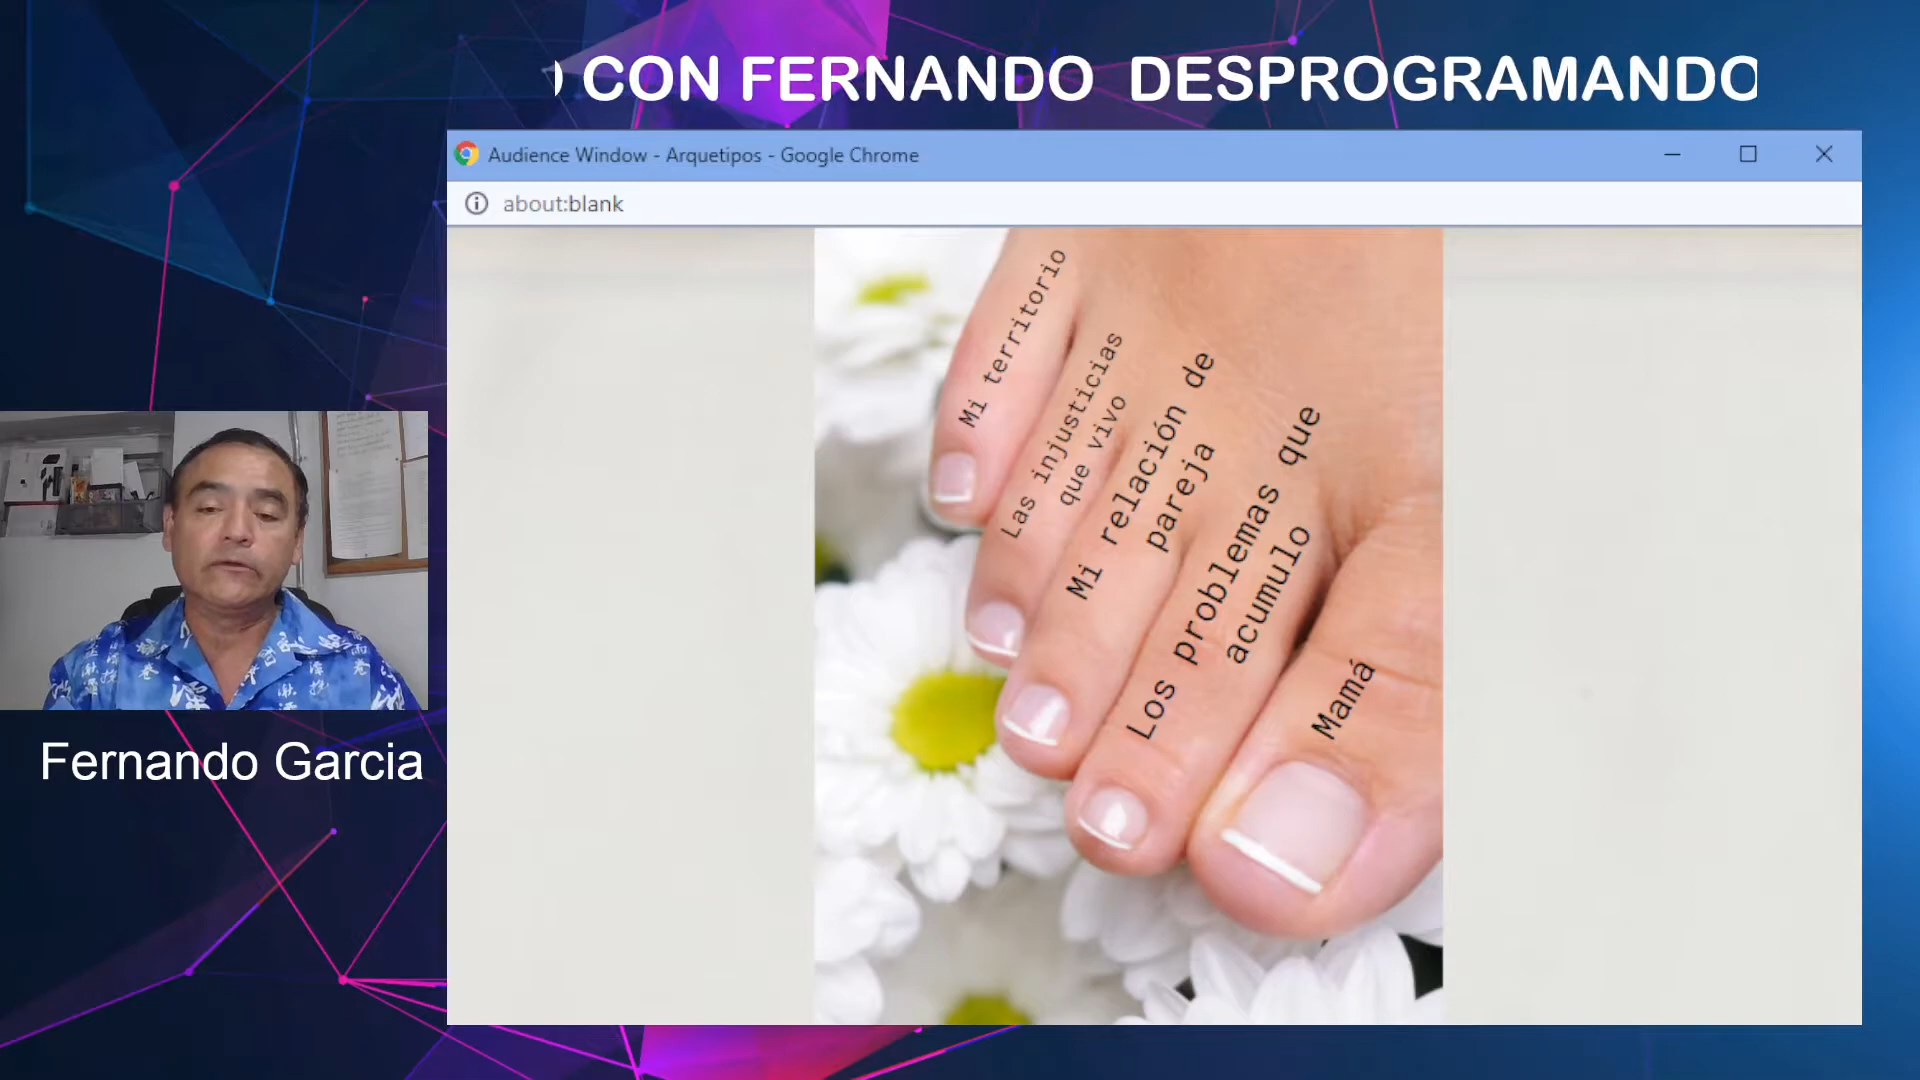 ) CON FERNANDO  DESPROGRAMANDO
Audience Window - Arquetipos - Google Chrome
about:blank
Mi territorio
Las injusticias
que vivo
Mi relación de
pareja
Los problemas que
acumulo
Mamá
Fernando Garcia